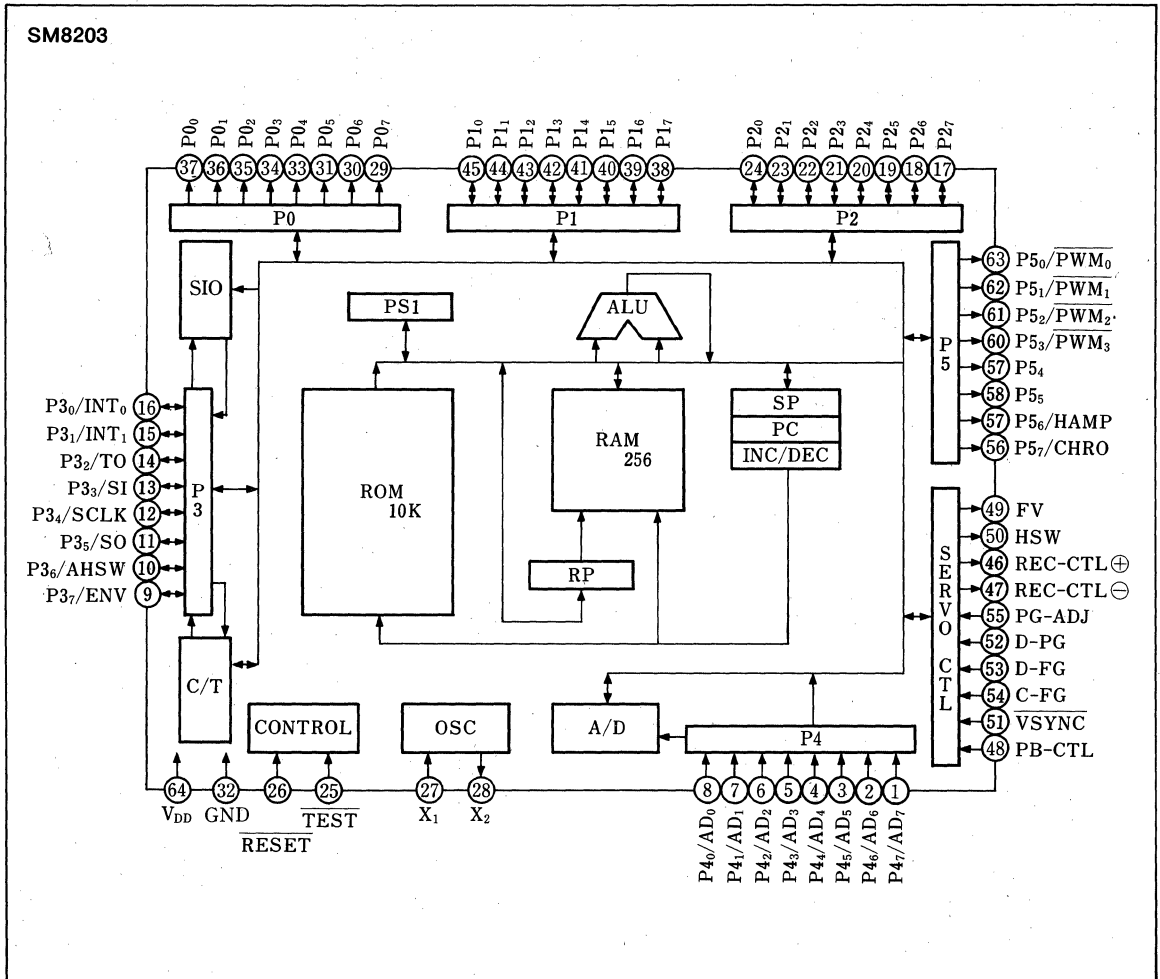 SM8203
P0₀ P0₁ P0₂ P0₃ P0₄ P0₅ P0₆ P0₇
P1₀ P1₁ P1₂ P1₃ P1₄ P1₅ P1₆ P1₇
P2₀ P2₁ P2₂ P2₃ P2₄ P2₅ P2₆ P2₇
37 36 35 34 33 31 30 29
45 44 43 42 41 40 39 38
24 23 22 21 20 19 18 17
P0
P1
P2
SIO
PS1
ALU
ROM
10K
RAM
256
SP
PC
INC/DEC
RP
P3₀/INT₀ 16
P3₁/INT₁ 15
P3₂/TO 14
P3₃/SI 13
P3₄/SCLK 12
P3₅/SO 11
P3₆/AHSW 10
P3₇/ENV 9
P3
C/T
CONTROL
OSC
A/D
P4
P5
63 P5₀/P̅W̅M̅₀̅
62 P5₁/P̅W̅M̅₁̅
61 P5₂/P̅W̅M̅₂̅
60 P5₃/P̅W̅M̅₃̅
57 P5₄
58 P5₅
57 P5₆/HAMP
56 P5₇/CHRO
SERVO CTL
49 FV
50 HSW
46 REC-CTL⊕
47 REC-CTL⊖
55 PG-ADJ
52 D-PG
53 D-FG
54 C-FG
51 V̅S̅Y̅N̅C̅
48 PB-CTL
64 32 26 25 27 28
V_DD GND R̅E̅S̅E̅T̅ T̅E̅S̅T̅ X₁ X₂
8 7 6 5 4 3 2 1
P4₀/AD₀ P4₁/AD₁ P4₂/AD₂ P4₃/AD₃ P4₄/AD₄ P4₅/AD₅ P4₆/AD₆ P4₇/AD₇